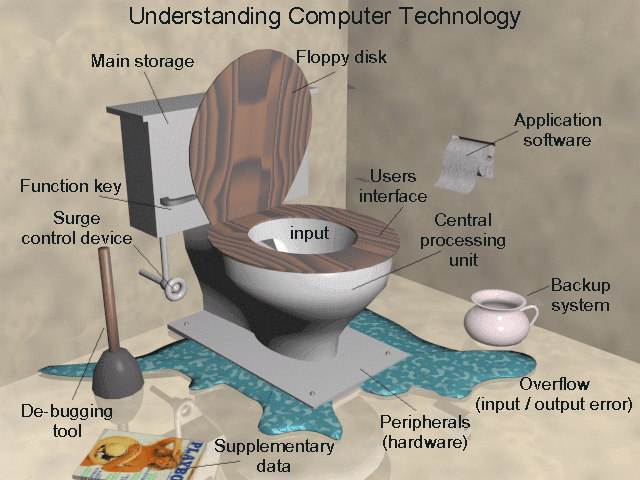 Understanding Computer Technology
Main storage
Floppy disk
Application
software
Function key
Users
interface
Surge
control device
input
Central
processing
unit
Backup
system
De-bugging
tool
Overflow
(input / output error)
Peripherals
(hardware)
Supplementary
data
PLAYBO